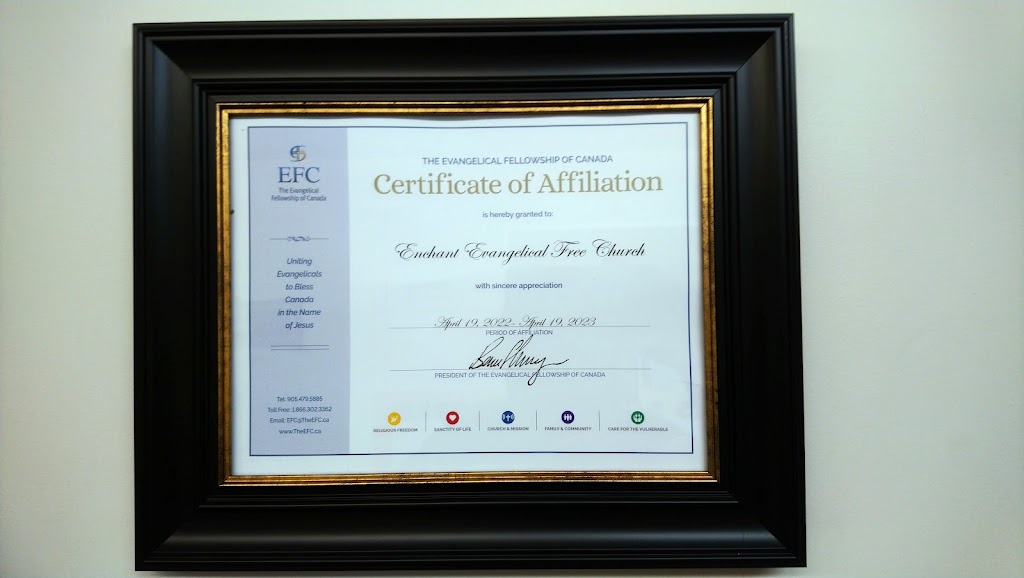 EFC
The Evangelical
Fellowship of Canada
Uniting
Evangelicals
to Bless
Canada
in the Name
of Jesus
Tel: 905.479.5885
Toll Free: 1.866.302.3362
Email: EFC@TheEFC.ca
www.TheEFC.ca
THE EVANGELICAL FELLOWSHIP OF CANADA
Certificate of Affiliation
is hereby granted to:
Enchant Evangelical Free Church
with sincere appreciation
April 19, 2022- April 19, 2023
PERIOD OF AFFILIATION
PRESIDENT OF THE EVANGELICAL FELLOWSHIP OF CANADA
RELIGIOUS FREEDOM
SANCTITY OF LIFE
CHURCH & MISSION
FAMILY & COMMUNITY
CARE FOR THE VULNERABLE